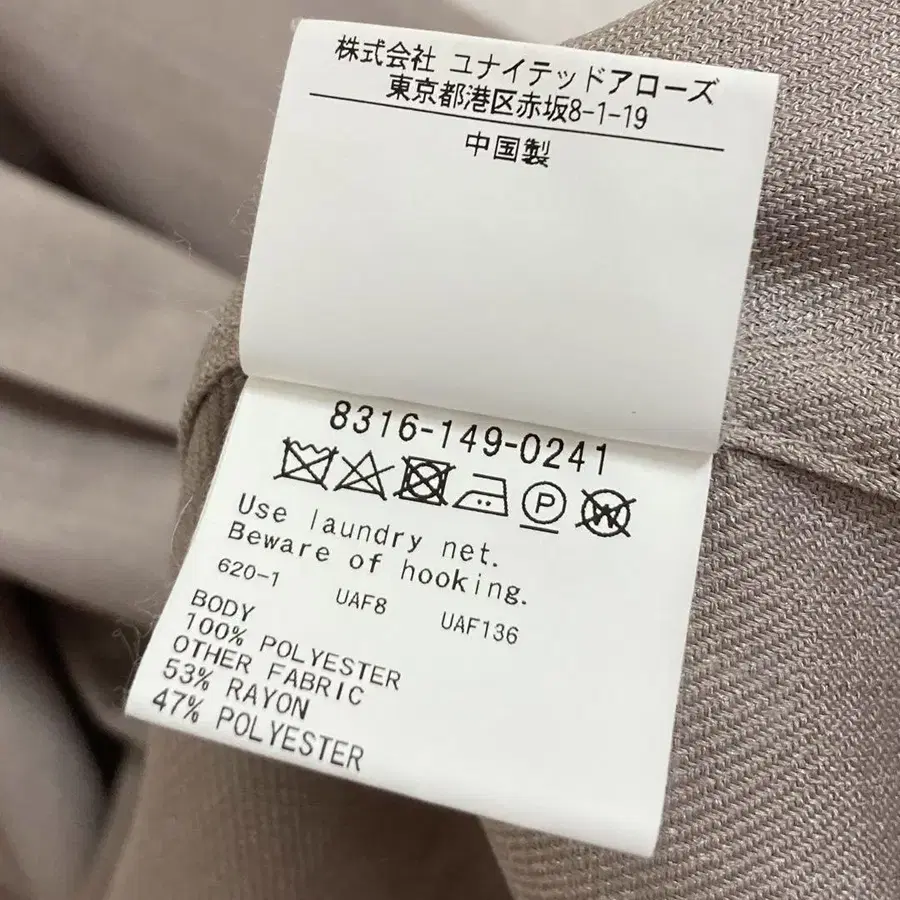 株式会社 ユナイテッドアローズ
東京都港区赤坂8-1-19
中国製
8316-149-0241
P W
Use laundry net.
Beware of hooking.
620-1 UAF8 UAF136
BODY
100% POLYESTER
OTHER FABRIC
53% RAYON
47% POLYESTER